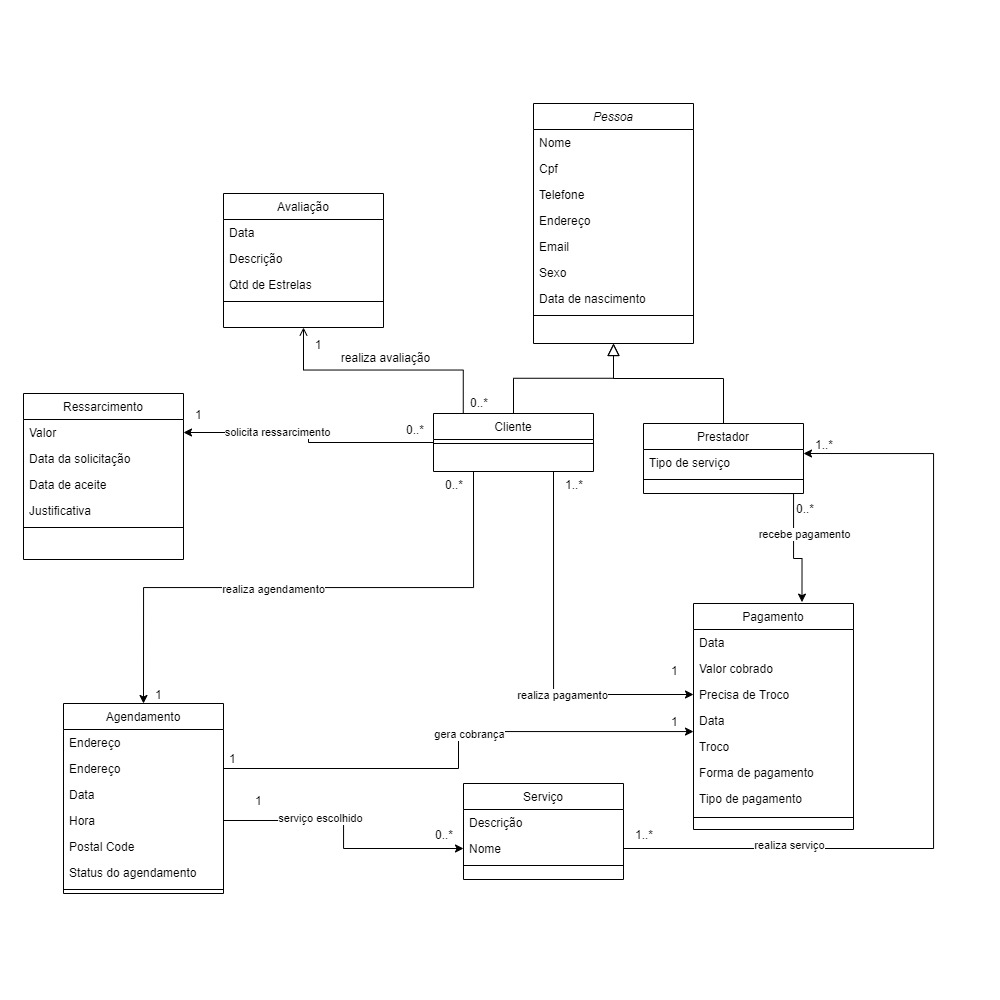 Pessoa
Nome
Cpf
Telefone
Endereço
Email
Sexo
Data de nascimento
Avaliação
Data
Descrição
Qtd de Estrelas
1
realiza avaliação
0..*
Ressarcimento
Valor
Data da solicitação
Data de aceite
Justificativa
1
solicita ressarcimento
0..*
Cliente
0..*
1..*
Prestador
Tipo de serviço
1..*
0..*
recebe pagamento
realiza agendamento
1
Pagamento
Data
Valor cobrado
Precisa de Troco
Data
Troco
Forma de pagamento
Tipo de pagamento
1
realiza pagamento
1
gera cobrança
1
Agendamento
Endereço
Endereço
Data
Hora
Postal Code
Status do agendamento
1
serviço escolhido
0..*
Serviço
Descrição
Nome
1..*
realiza serviço